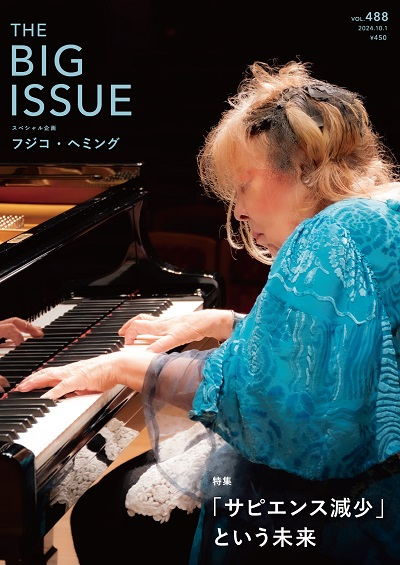 THE
BIG
ISSUE
VOL.488
2024.10.1
¥450
スペシャル企画
フジコ・ヘミング
特集
「サピエンス減少」
という未来